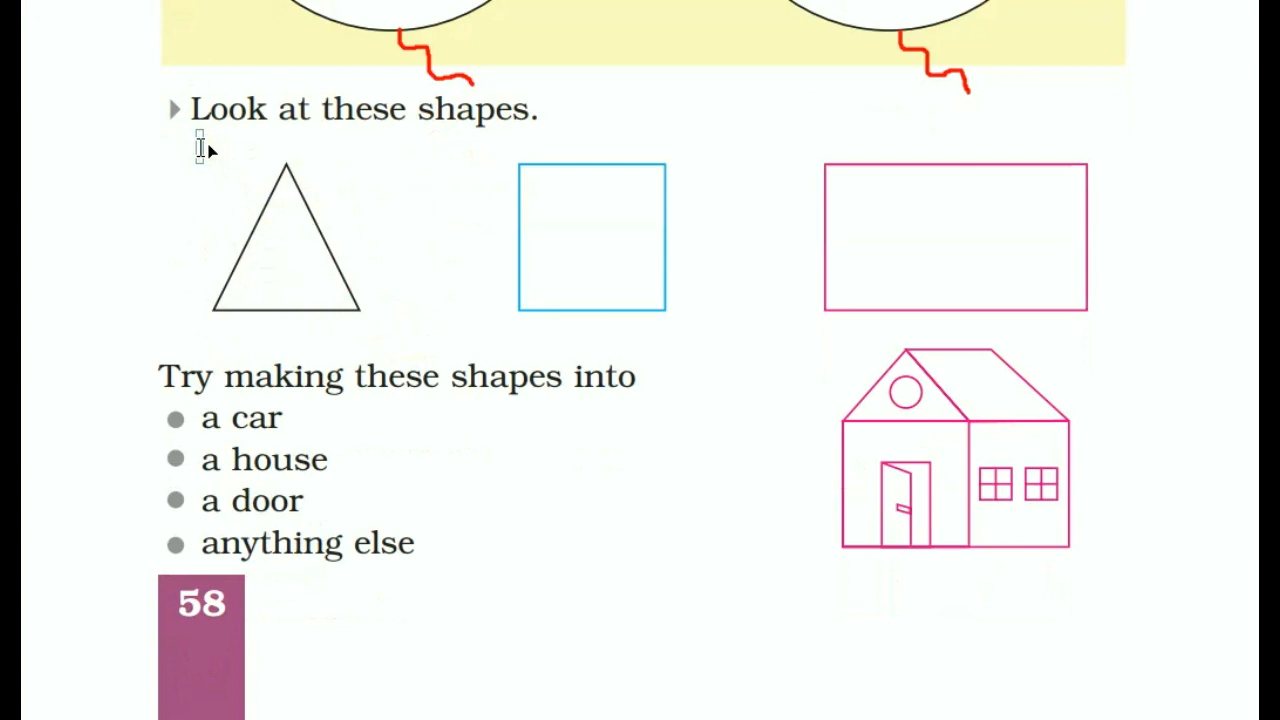 Look at these shapes.
Try making these shapes into
a car
a house
a door
anything else
58